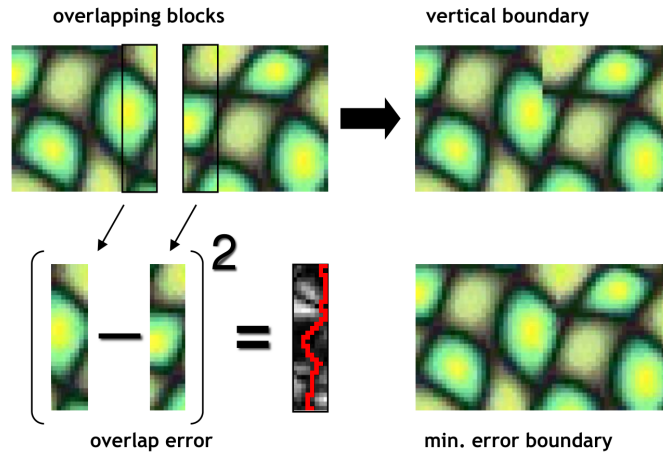 overlapping blocks
vertical boundary
2
overlap error
min. error boundary